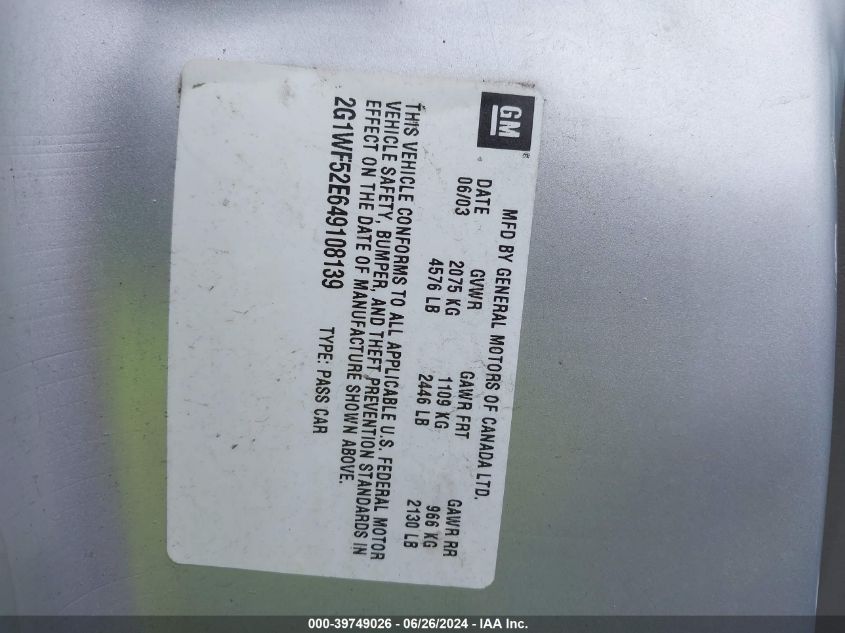 GM®
MFD BY GENERAL MOTORS OF CANADA LTD.
DATE GVWR GAWR FRT GAWR RR
06/03 2075 KG 1109 KG 966 KG
4576 LB 2446 LB 2130 LB
THIS VEHICLE CONFORMS TO ALL APPLICABLE U.S. FEDERAL MOTOR
VEHICLE SAFETY, BUMPER, AND THEFT PREVENTION STANDARDS IN
EFFECT ON THE DATE OF MANUFACTURE SHOWN ABOVE.
2G1WF52E649108139 TYPE: PASS CAR
000-39749026 - 06/26/2024 - IAA Inc.